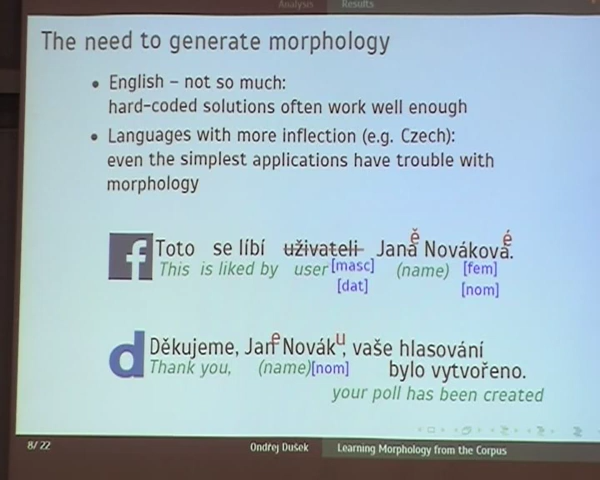 Analysis Results
The need to generate morphology
• English – not so much:
hard-coded solutions often work well enough
• Languages with more inflection (e.g. Czech):
even the simplest applications have trouble with
morphology
ě é
f Toto se líbí uživateli Jana Nováková.
This is liked by user [masc] (name) [fem]
[dat] [nom]
e u
d Děkujeme, Jan Novák, vaše hlasování
Thank you, (name)[nom] bylo vytvořeno.
your poll has been created
8/22 Ondřej Dušek Learning Morphology from the Corpus